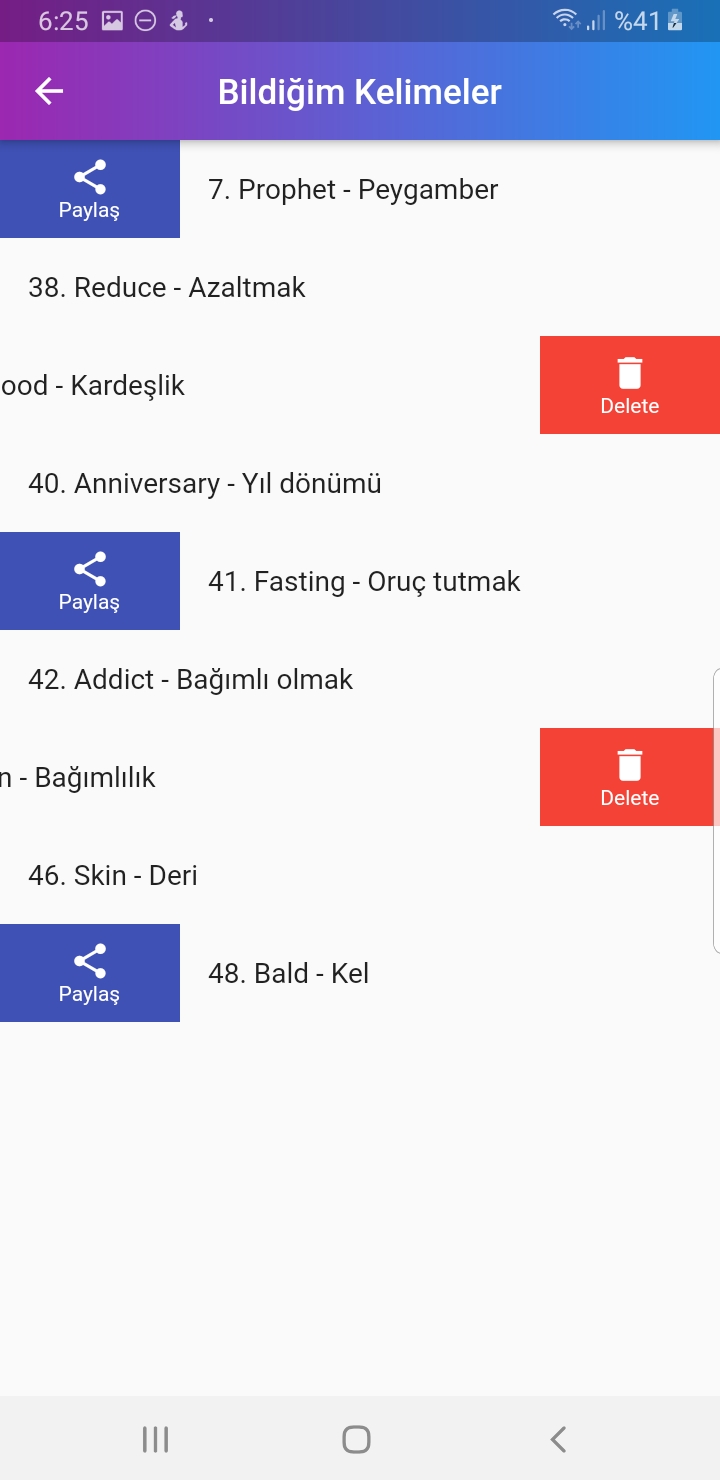 6:25 %41
Bildiğim Kelimeler
Paylaş
7. Prophet - Peygamber
38. Reduce - Azaltmak
ood - Kardeşlik
Delete
40. Anniversary - Yıl dönümü
Paylaş
41. Fasting - Oruç tutmak
42. Addict - Bağımlı olmak
n - Bağımlılık
Delete
46. Skin - Deri
Paylaş
48. Bald - Kel